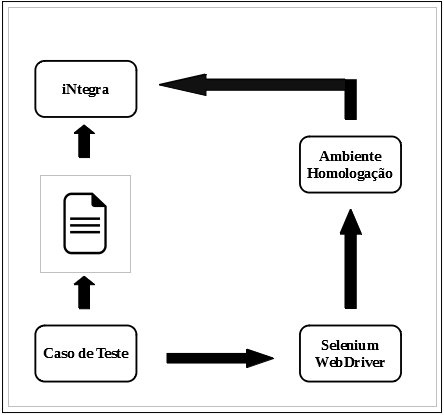 iNtegra
Ambiente
Homologação
Caso de Teste
Selenium
WebDriver